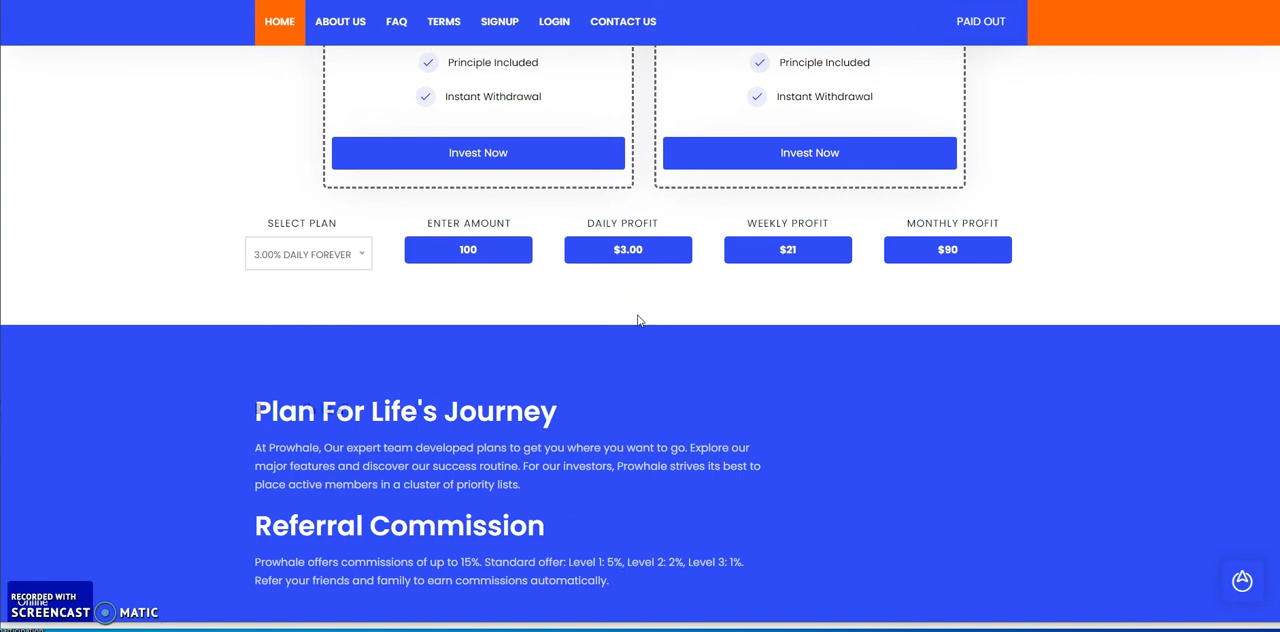 HOME ABOUT US FAQ TERMS SIGNUP LOGIN CONTACT US PAID OUT
Principle Included Principle Included
Instant Withdrawal Instant Withdrawal
Invest Now Invest Now
SELECT PLAN ENTER AMOUNT DAILY PROFIT WEEKLY PROFIT MONTHLY PROFIT
3.00% DAILY FOREVER 100 $3.00 $21 $90
Plan For Life's Journey
At Prowhale, Our expert team developed plans to get you where you want to go. Explore our
major features and discover our success routine. For our investors, Prowhale strives its best to
place active members in a cluster of priority lists.
Referral Commission
Prowhale offers commissions of up to 15%. Standard offer: Level 1: 5%, Level 2: 2%, Level 3: 1%.
Refer your friends and family to earn commissions automatically.
RECORDED WITH
Online
SCREENCAST MATIC